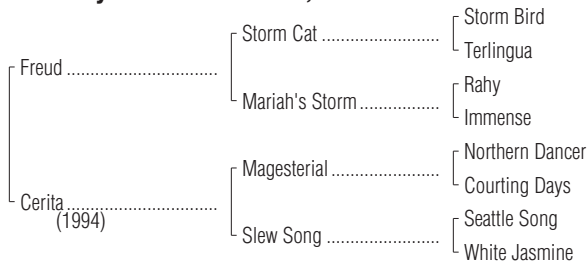 Storm Bird
Storm Cat ........................
Terlingua
Freud ................................
Rahy
Mariah's Storm .................
Immense
Northern Dancer
Magesterial .......................
Courting Days
Cerita ................................
(1994)
Seattle Song
Slew Song ........................
White Jasmine